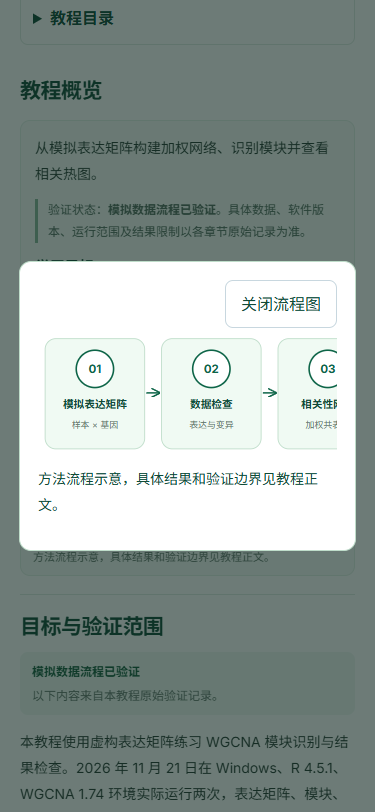 ▶ 教程目录
教程概览
从模拟表达矩阵构建加权网络、识别模块并查看
相关热图。
验证状态：模拟数据流程已验证。具体数据、软件版
本、运行范围及结果限制以各章节原始记录为准。
关闭流程图
01
模拟表达矩阵
样本 × 基因
02
数据检查
表达与变异
03
相关性
加权共
方法流程示意，具体结果和验证边界见教程正
文。
方法流程示意，具体结果和验证边界见教程正文。
目标与验证范围
模拟数据流程已验证
以下内容来自本教程原始验证记录。
本教程使用虚构表达矩阵练习 WGCNA 模块识别与结
果检查。2026 年 11 月 21 日在 Windows、R 4.5.1、
WGCNA 1.74 环境实际运行两次，表达矩阵、模块、